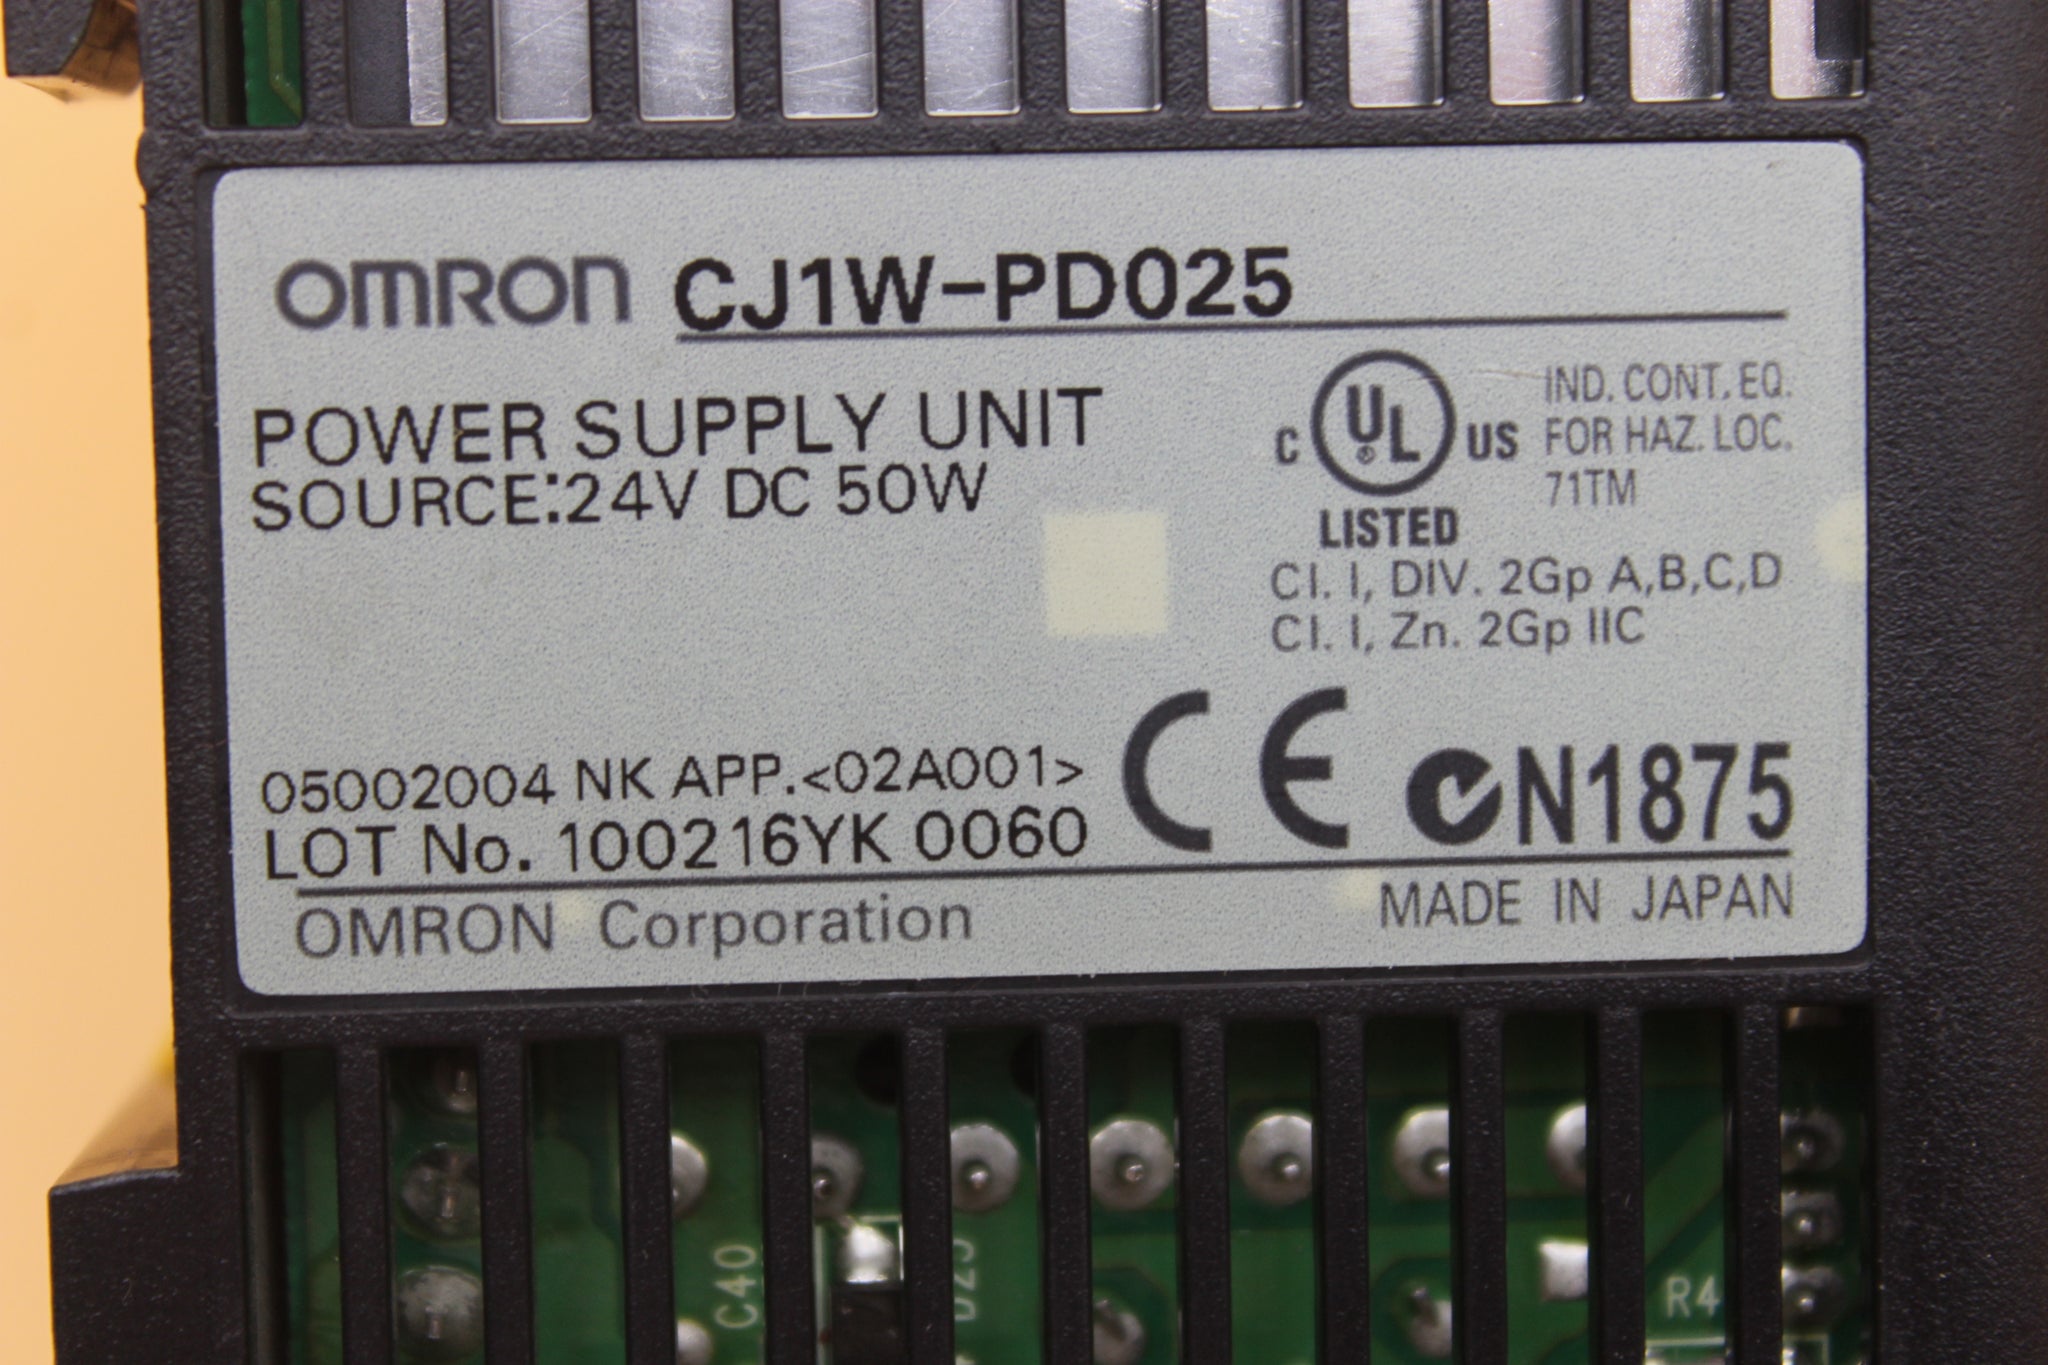 OMRON CJ1W-PD025
POWER SUPPLY UNIT
SOURCE:24V DC 50W
C UL ® US
LISTED
IND. CONT. EQ.
FOR HAZ. LOC.
71TM
Cl. I, DIV. 2Gp A,B,C,D
Cl. I, Zn. 2Gp IIC
05002004 NK APP.<02A001>
LOT No. 100216YK 0060
CE N1875
OMRON Corporation
MADE IN JAPAN
C40
R4